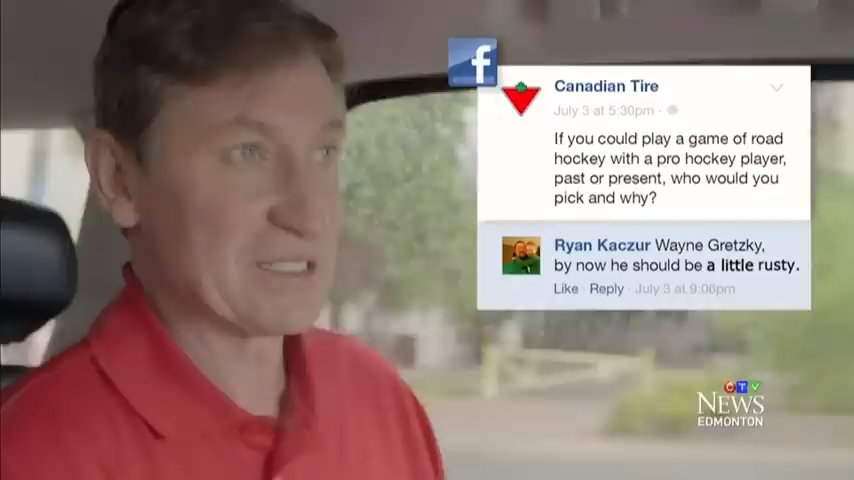 f
Canadian Tire
July 3 at 5:30pm ·
If you could play a game of road
hockey with a pro hockey player,
past or present, who would you
pick and why?
Ryan Kaczur Wayne Gretzky,
by now he should be a little rusty.
Like · Reply · July 3 at 9:06pm
CTV
NEWS
EDMONTON